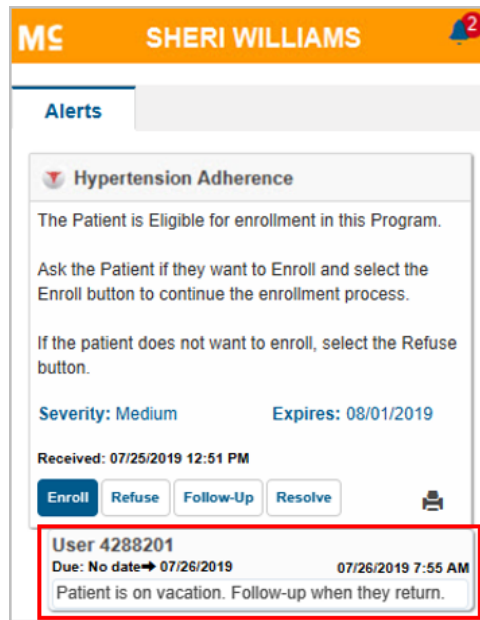 MC SHERI WILLIAMS 2
Alerts
Hypertension Adherence
The Patient is Eligible for enrollment in this Program.
Ask the Patient if they want to Enroll and select the
Enroll button to continue the enrollment process.
If the patient does not want to enroll, select the Refuse
button.
Severity: Medium Expires: 08/01/2019
Received: 07/25/2019 12:51 PM
Enroll Refuse Follow-Up Resolve
User 4288201
Due: No date➔ 07/26/2019 07/26/2019 7:55 AM
Patient is on vacation. Follow-up when they return.